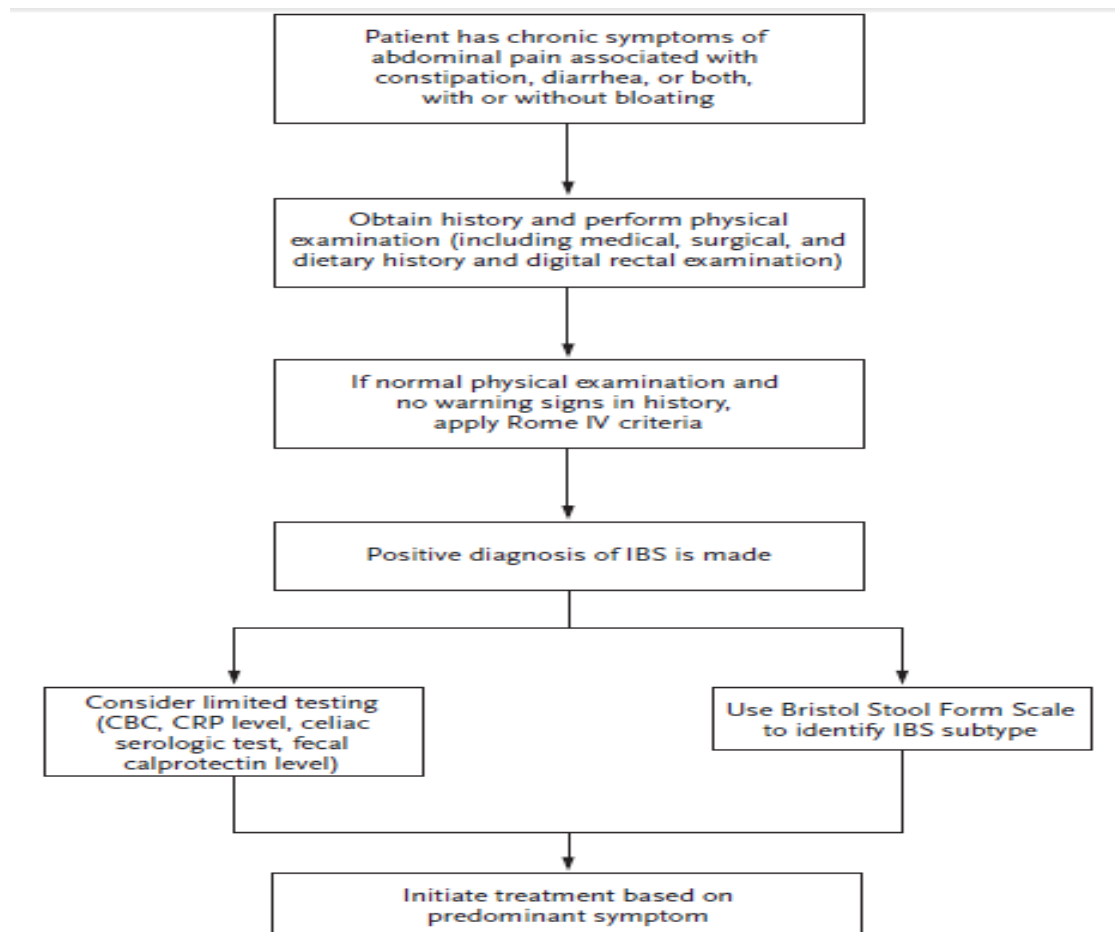 Patient has chronic symptoms of
abdominal pain associated with
constipation, diarrhea, or both,
with or without bloating
Obtain history and perform physical
examination (including medical, surgical, and
dietary history and digital rectal examination)
If normal physical examination and
no warning signs in history,
apply Rome IV criteria
Positive diagnosis of IBS is made
Consider limited testing
(CBC, CRP level, celiac
serologic test, fecal
calprotectin level)
Use Bristol Stool Form Scale
to identify IBS subtype
Initiate treatment based on
predominant symptom